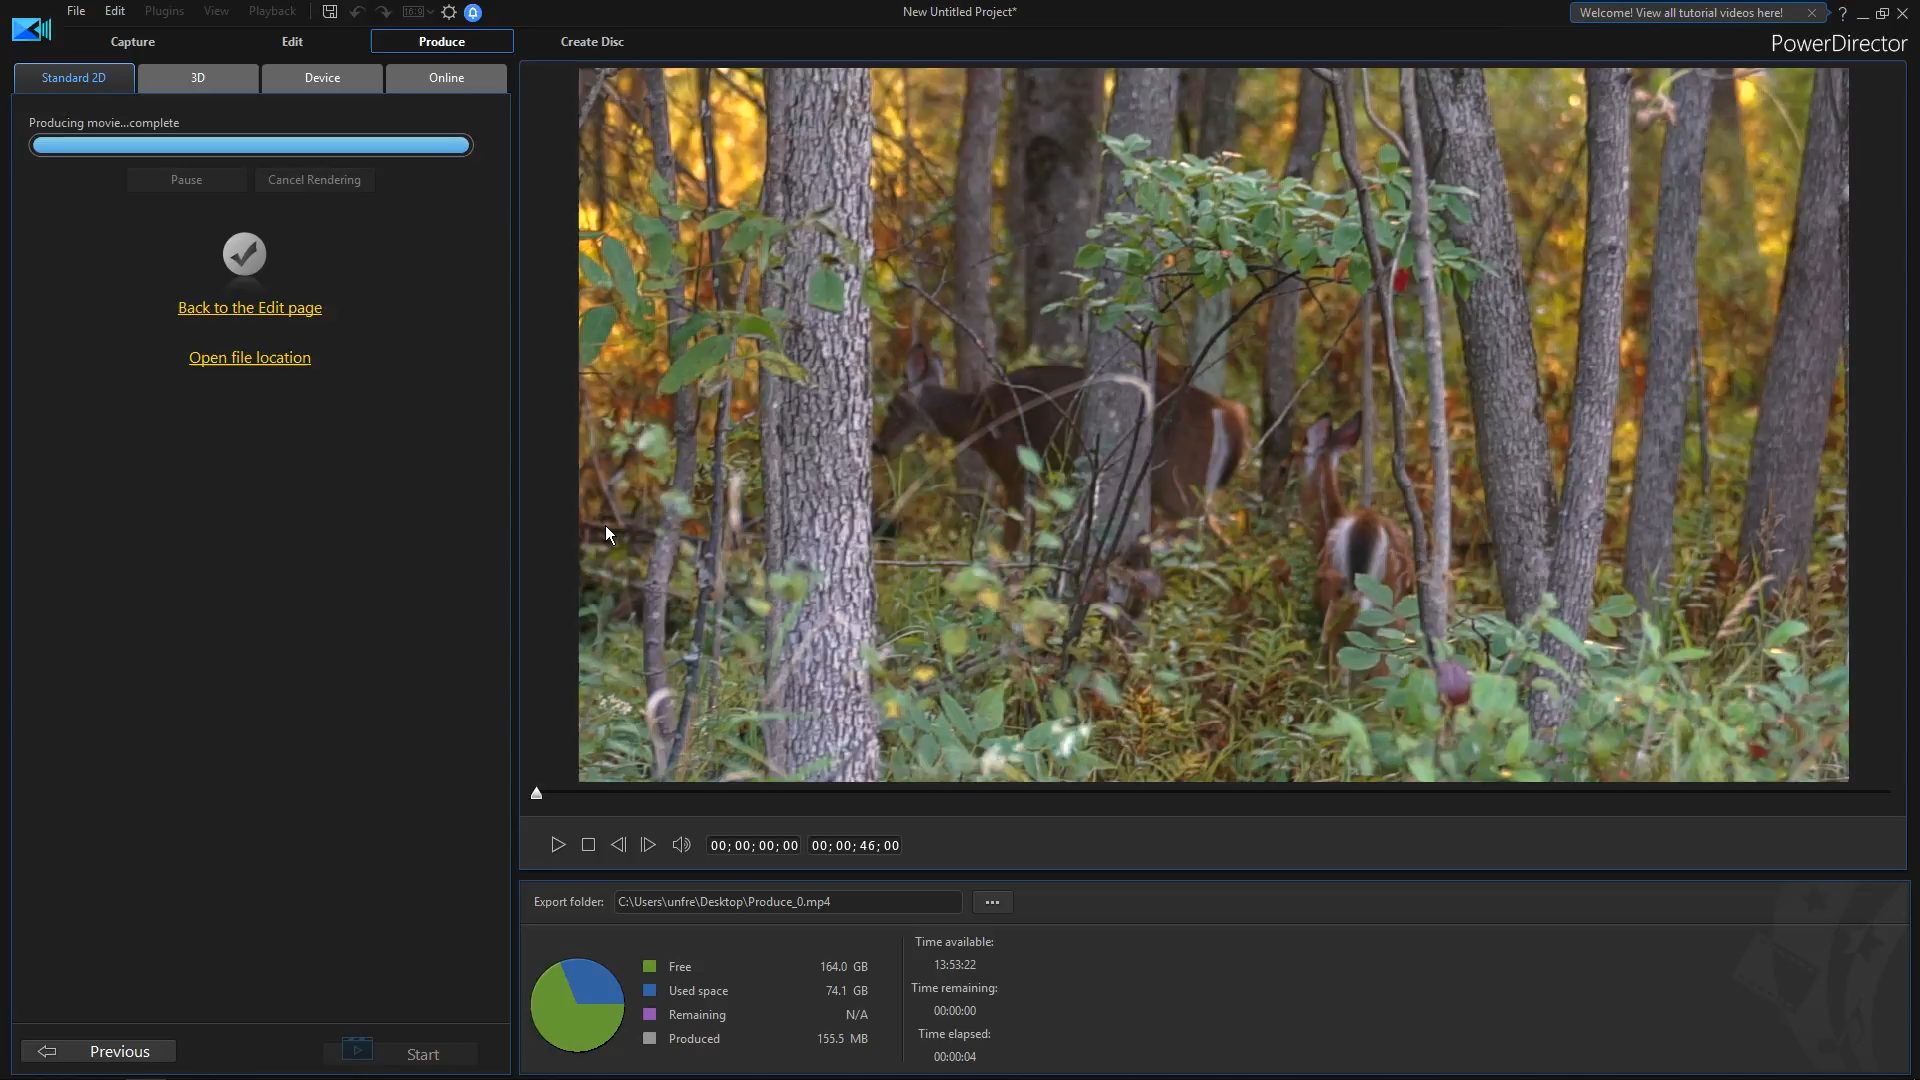 File Edit Plugins View Playback 16:9 New Untitled Project* Welcome! View all tutorial videos here! ?
Capture Edit Produce Create Disc PowerDirector
Standard 2D 3D Device Online
Producing movie...complete
Pause Cancel Rendering
Back to the Edit page
Open file location
00;00;00;00 00;00;46;00
Export folder: C:\Users\unfre\Desktop\Produce_0.mp4 ...
Free 164.0 GB
Used space 74.1 GB
Remaining N/A
Produced 155.5 MB
Time available:
13:53:22
Time remaining:
00:00:00
Time elapsed:
00:00:04
Previous Start